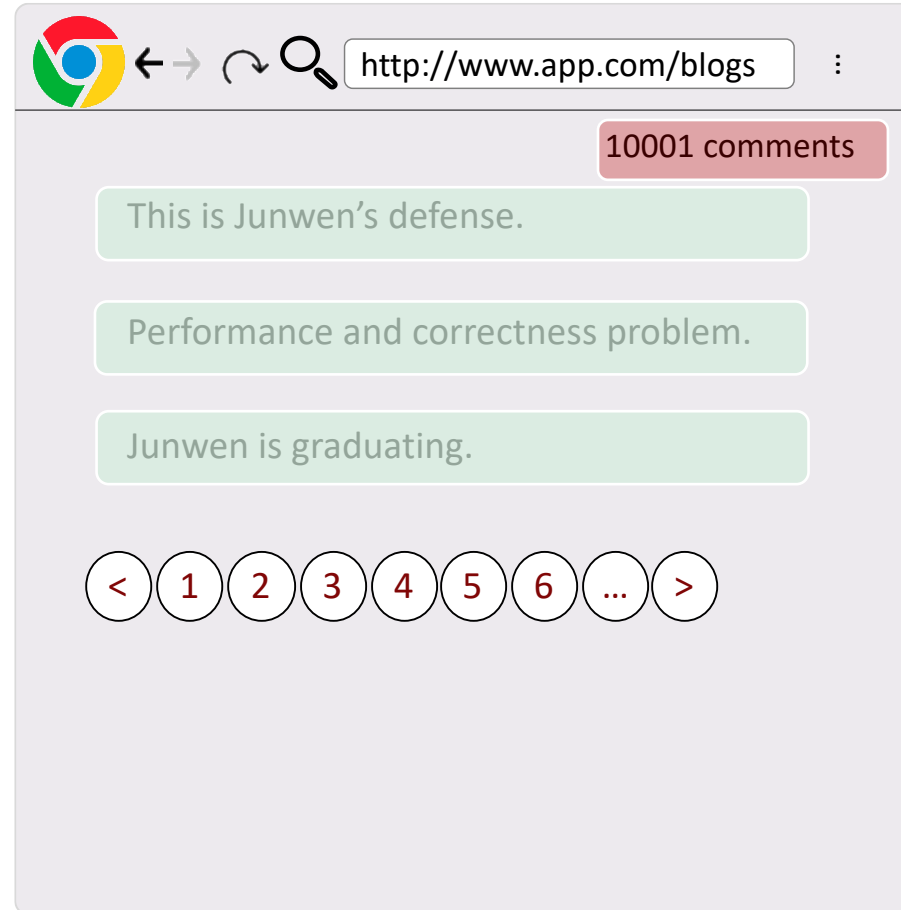 http://www.app.com/blogs
10001 comments
This is Junwen’s defense.
Performance and correctness problem.
Junwen is graduating.
< 1 2 3 4 5 6 … >